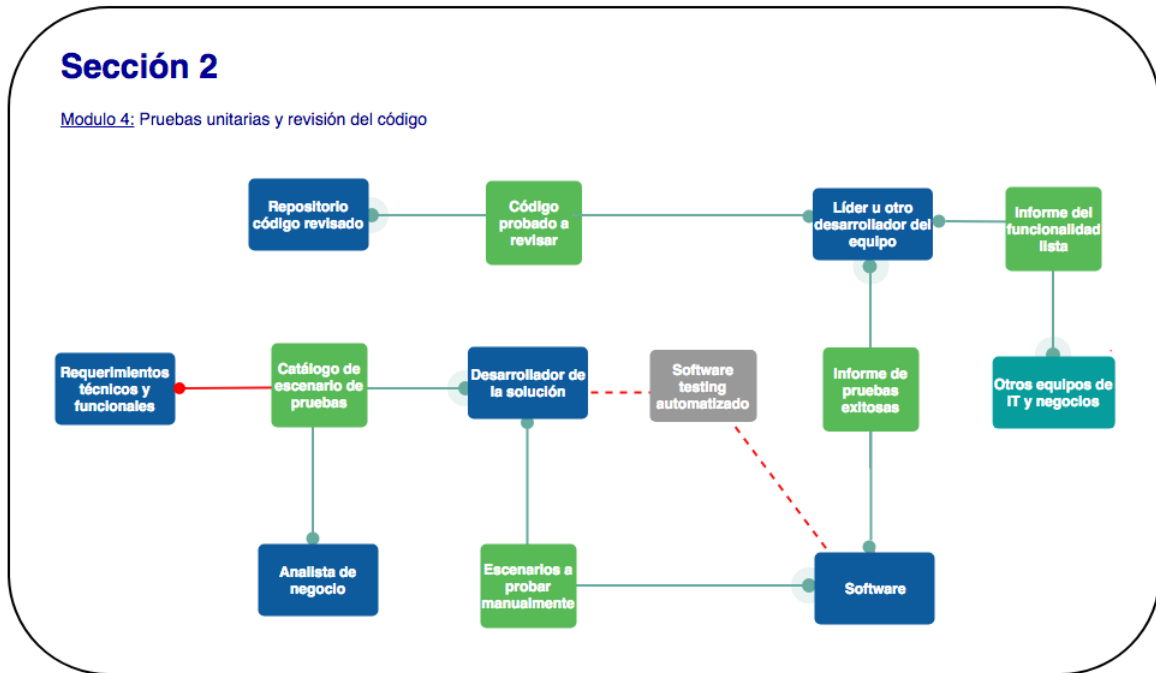 Sección 2
Modulo 4: Pruebas unitarias y revisión del código
Repositorio
código revisado
Código
probado a
revisar
Líder u otro
desarrollador del
equipo
Informe del
funcionalidad
lista
Requerimientos
técnicos y
funcionales
Catálogo de
escenario de
pruebas
Desarrollador de
la solución
Software
testing
automatizado
Informe de
pruebas
exitosas
Otros equipos de
IT y negocios
Analista de
negocio
Escenarios a
probar
manualmente
Software